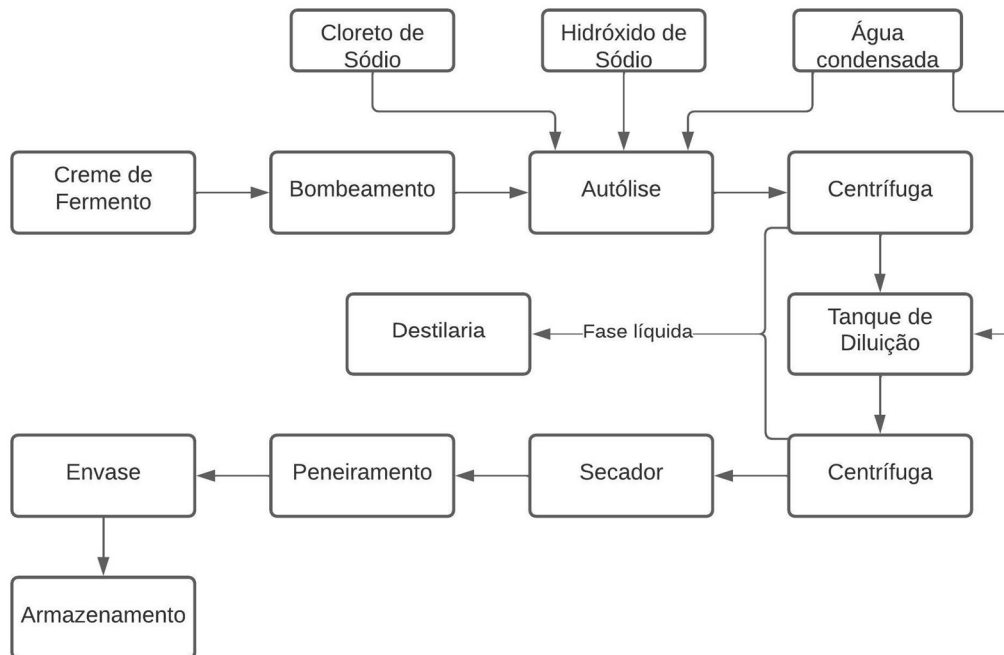 Cloreto de
Sódio
Hidróxido de
Sódio
Água
condensada
Creme de
Fermento
Bombeamento
Autólise
Centrífuga
Destilaria
Fase líquida
Tanque de
Diluição
Envase
Peneiramento
Secador
Centrífuga
Armazenamento